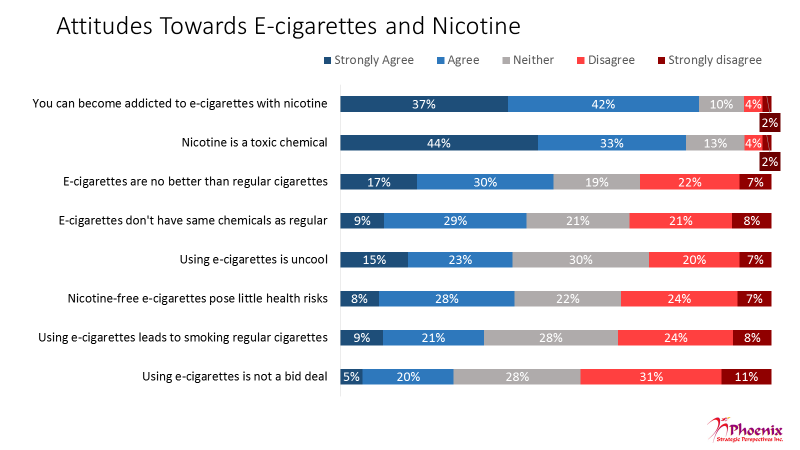 Attitudes Towards E-cigarettes and Nicotine
Strongly Agree Agree Neither Disagree Strongly disagree
You can become addicted to e-cigarettes with nicotine 37% 42% 10% 4% 2%
Nicotine is a toxic chemical 44% 33% 13% 4% 2%
E-cigarettes are no better than regular cigarettes 17% 30% 19% 22% 7%
E-cigarettes don't have same chemicals as regular 9% 29% 21% 21% 8%
Using e-cigarettes is uncool 15% 23% 30% 20% 7%
Nicotine-free e-cigarettes pose little health risks 8% 28% 22% 24% 7%
Using e-cigarettes leads to smoking regular cigarettes 9% 21% 28% 24% 8%
Using e-cigarettes is not a bid deal 5% 20% 28% 31% 11%
Phoenix
Strategic Perspectives Inc.